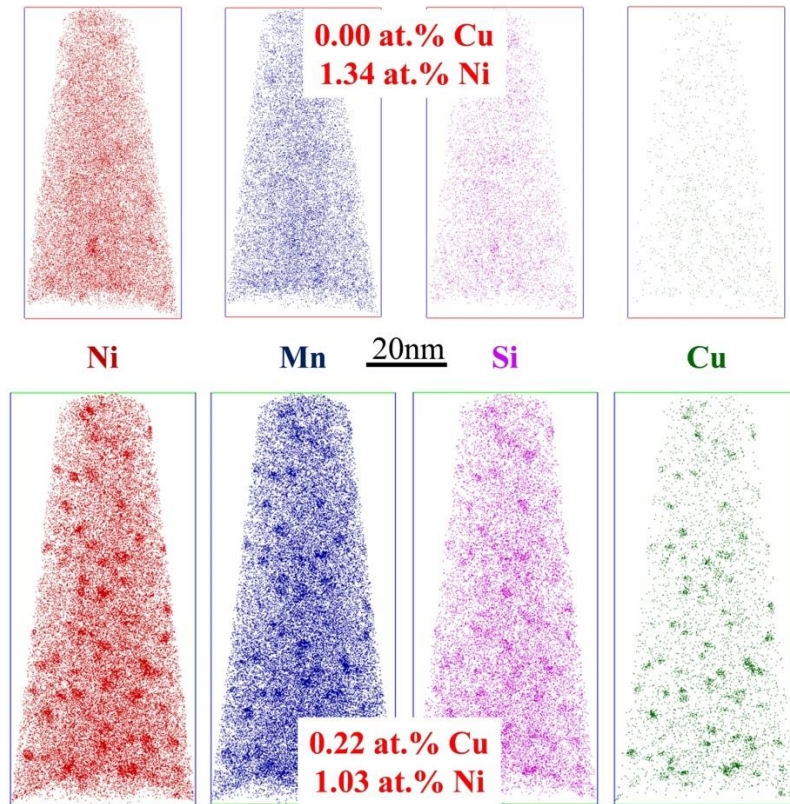 0.00 at.% Cu
1.34 at.% Ni
Ni
Mn
20nm
Si
Cu
0.22 at.% Cu
1.03 at.% Ni